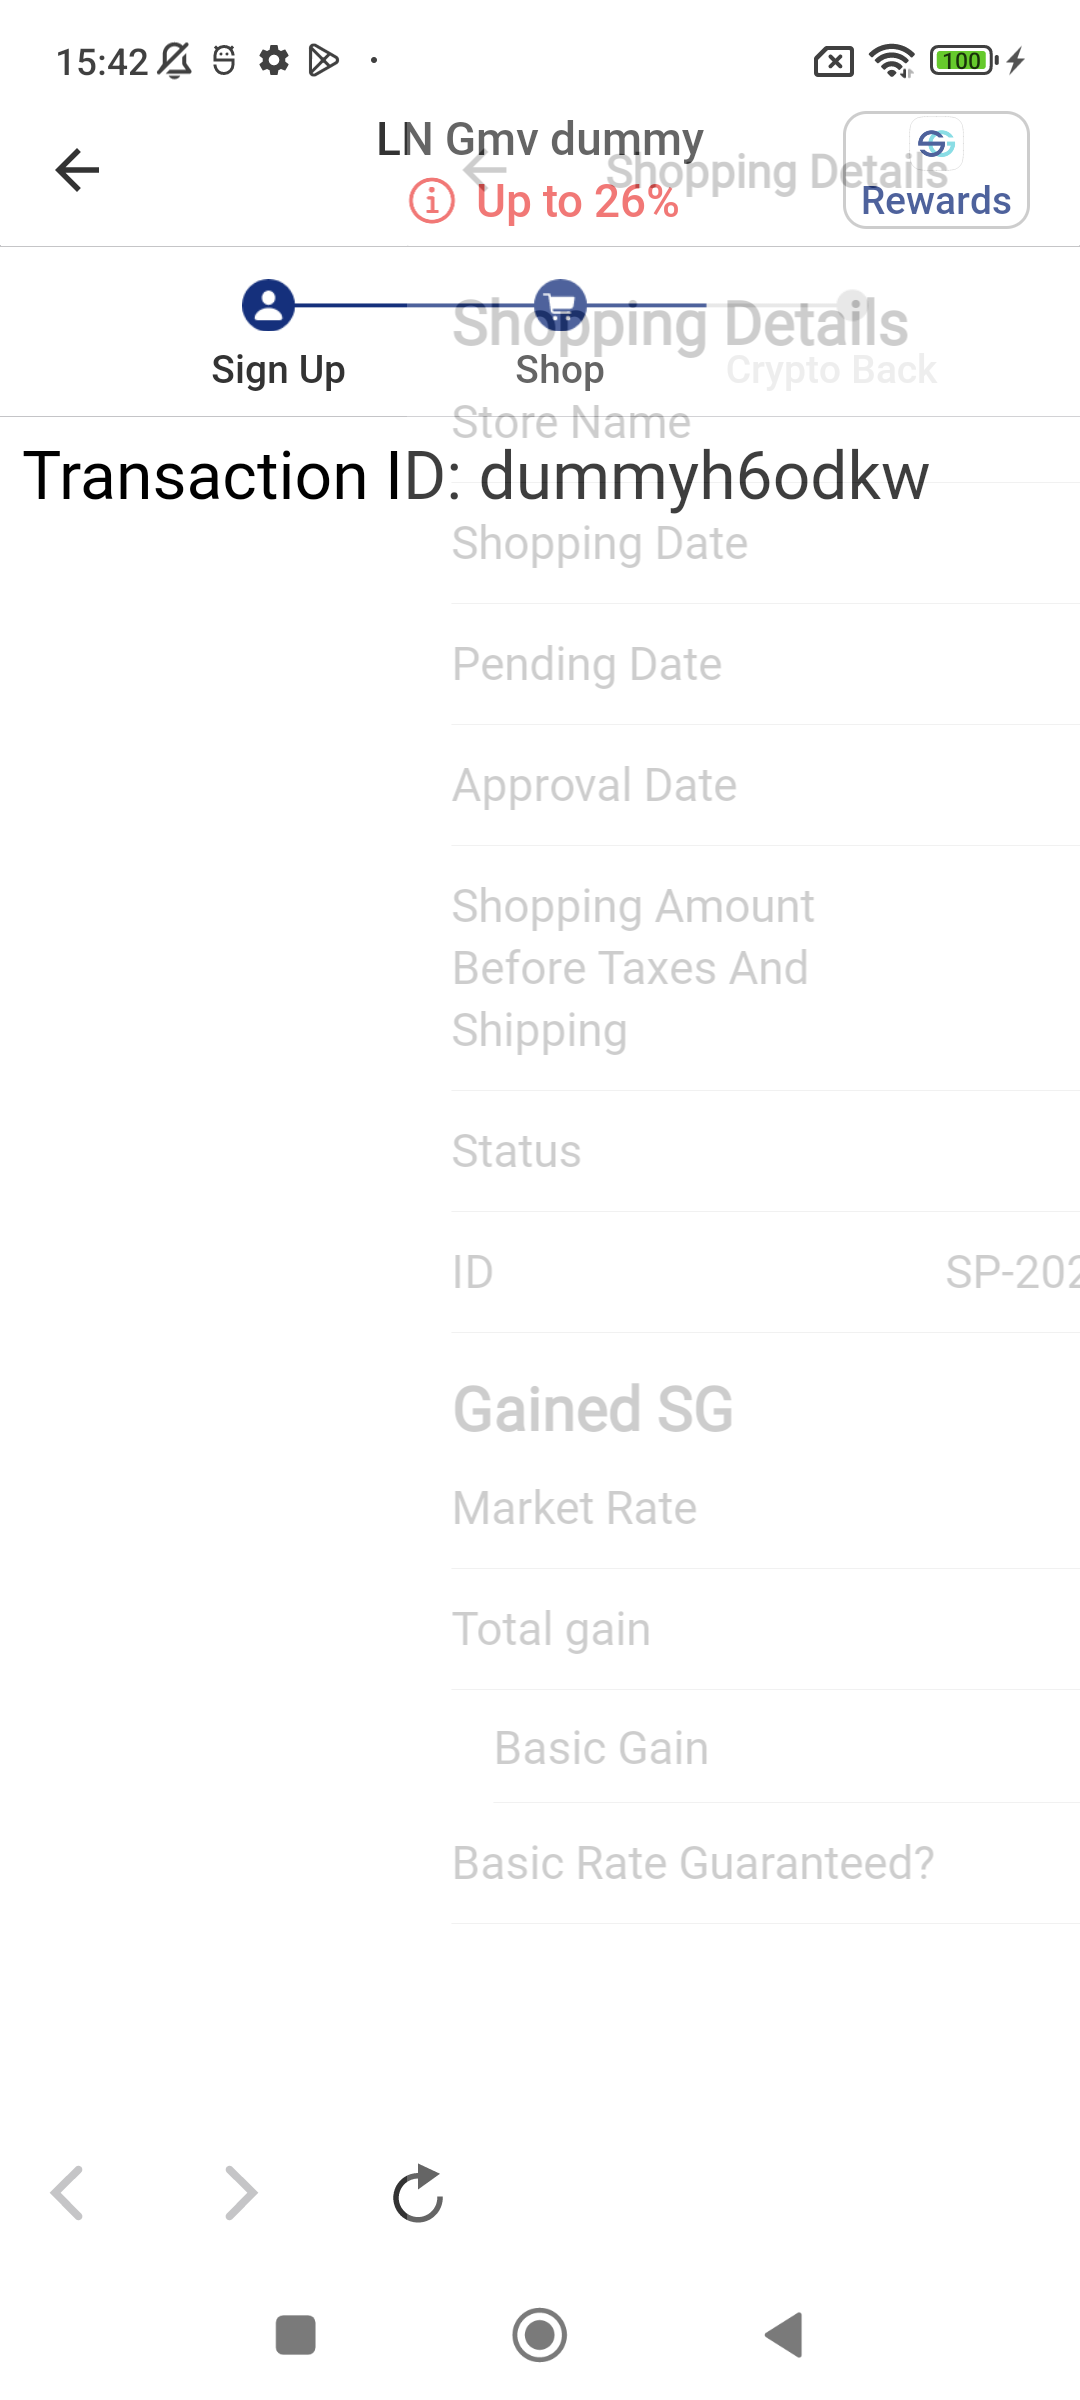 15:42
100
LN Gmv dummy
Shopping Details
Up to 26%
Rewards
Shopping Details
Sign Up
Shop
Crypto Back
Store Name
Transaction ID: dummyh6odkw
Shopping Date
Pending Date
Approval Date
Shopping Amount
Before Taxes And
Shipping
Status
ID SP-202
Gained SG
Market Rate
Total gain
Basic Gain
Basic Rate Guaranteed?